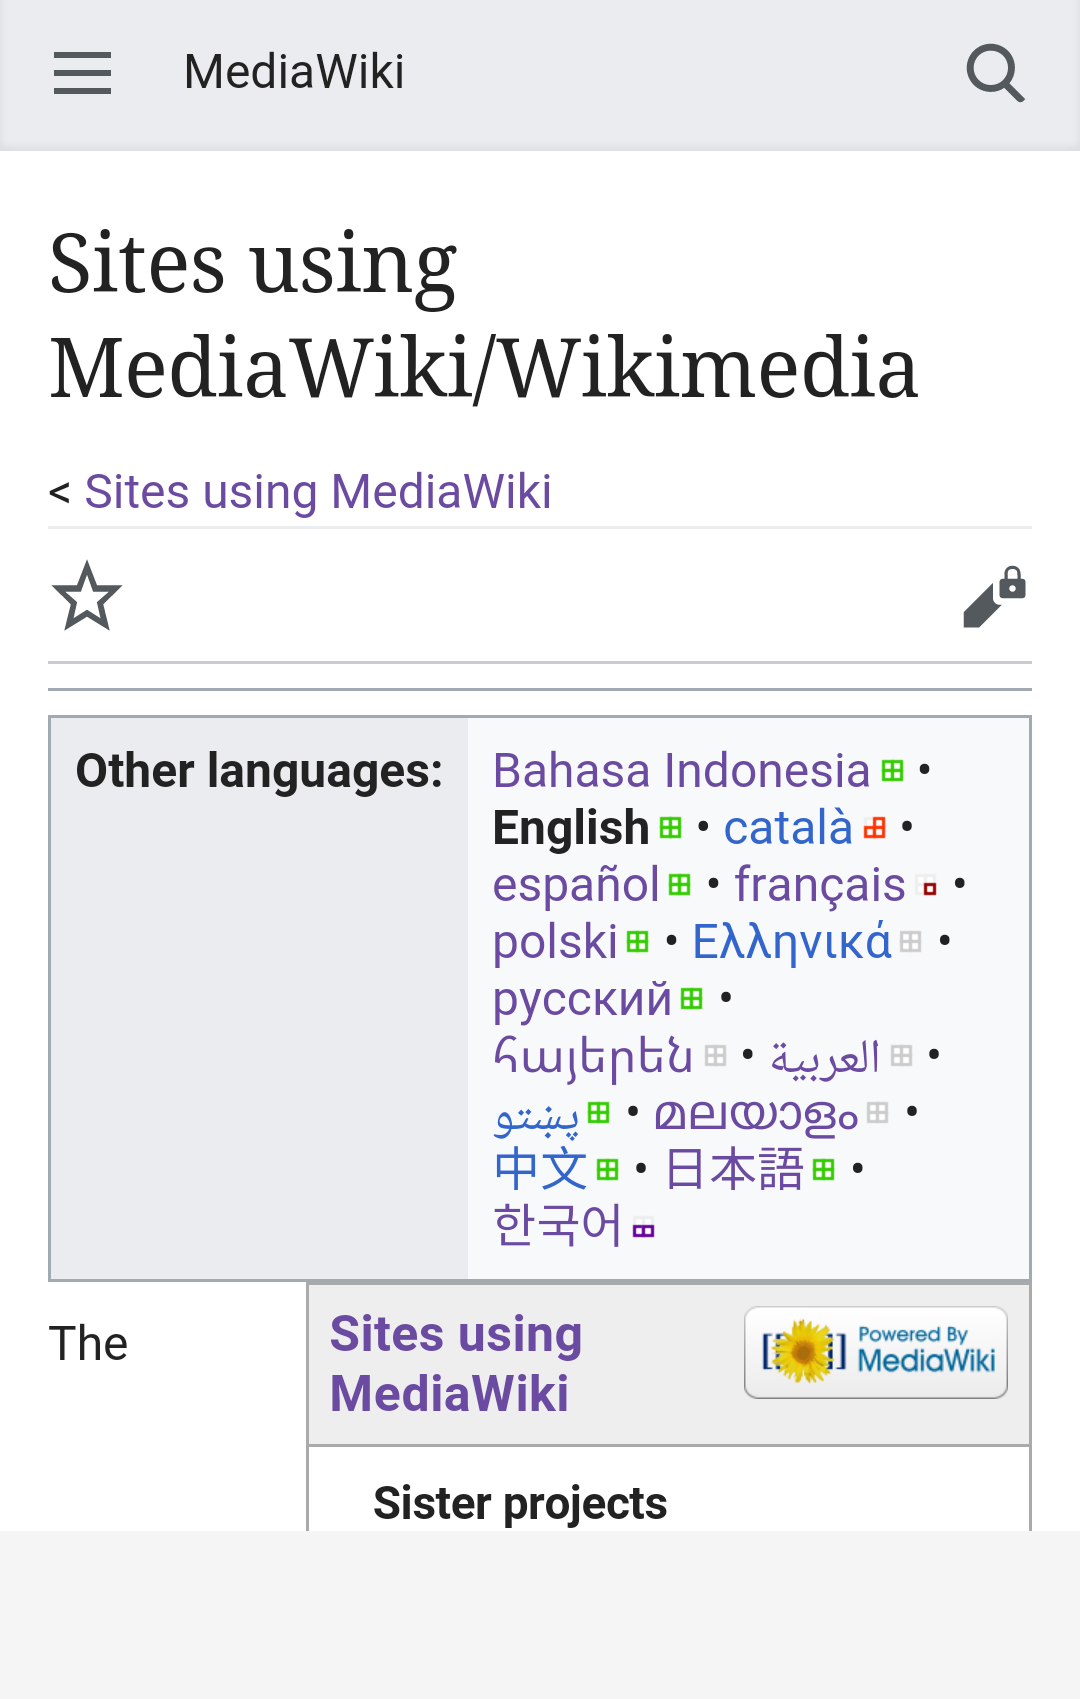 MediaWiki
Sites using
MediaWiki/Wikimedia
< Sites using MediaWiki
Other languages:
Bahasa Indonesia •
English • català •
español • français •
polski • Ελληνικά •
русский •
հայերեն • العربية •
پښتو • മലയാളം •
中文 • 日本語 •
한국어
The
Sites using
MediaWiki
Powered By
MediaWiki
Sister projects